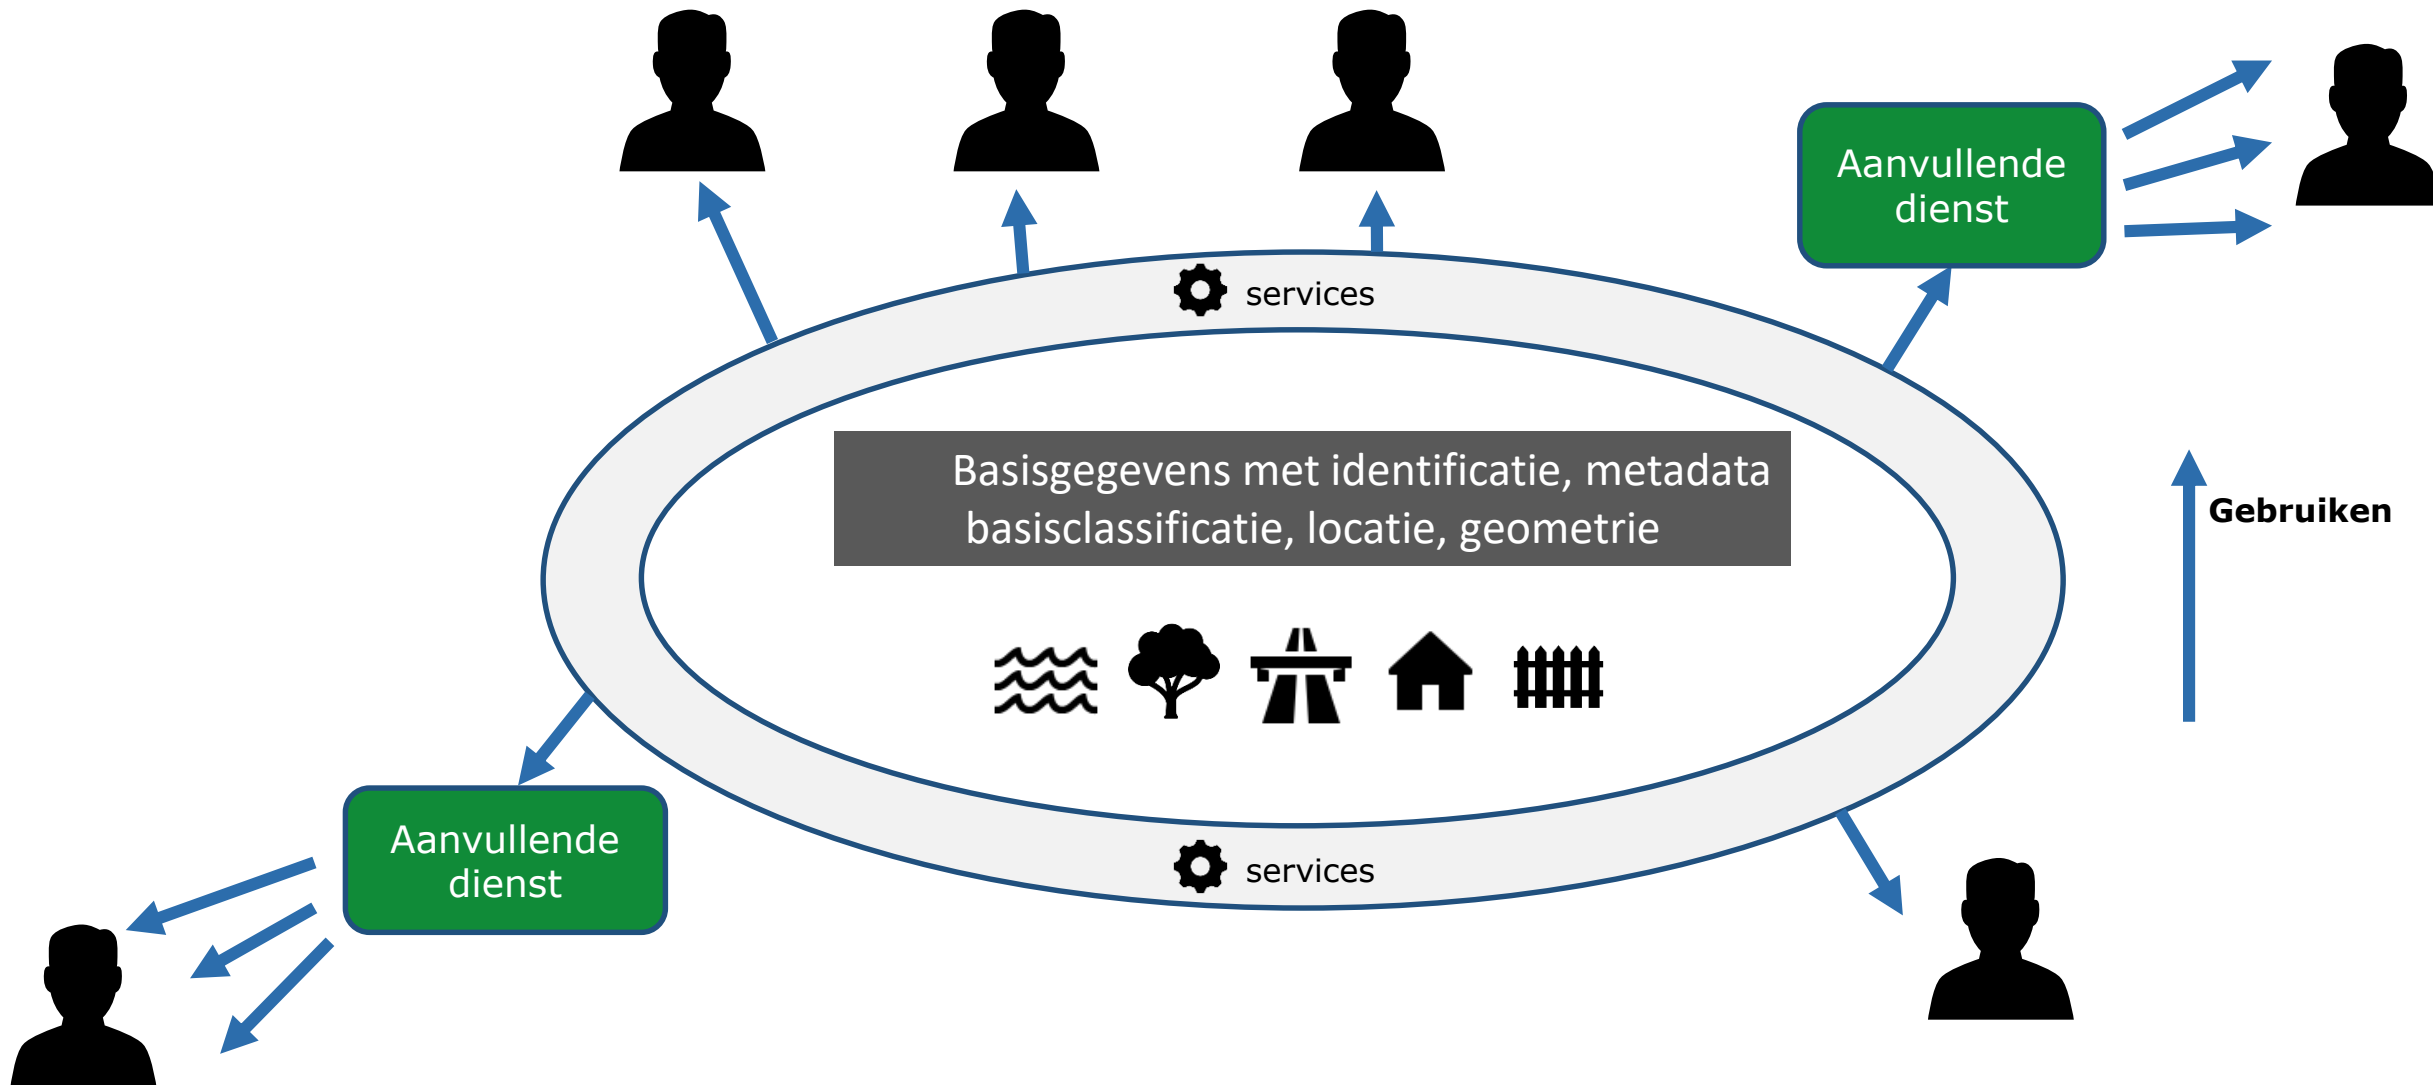 Aanvullende
dienst
services
Basisgegevens met identificatie, metadata
basisclassificatie, locatie, geometrie
Gebruiken
Aanvullende
dienst
services